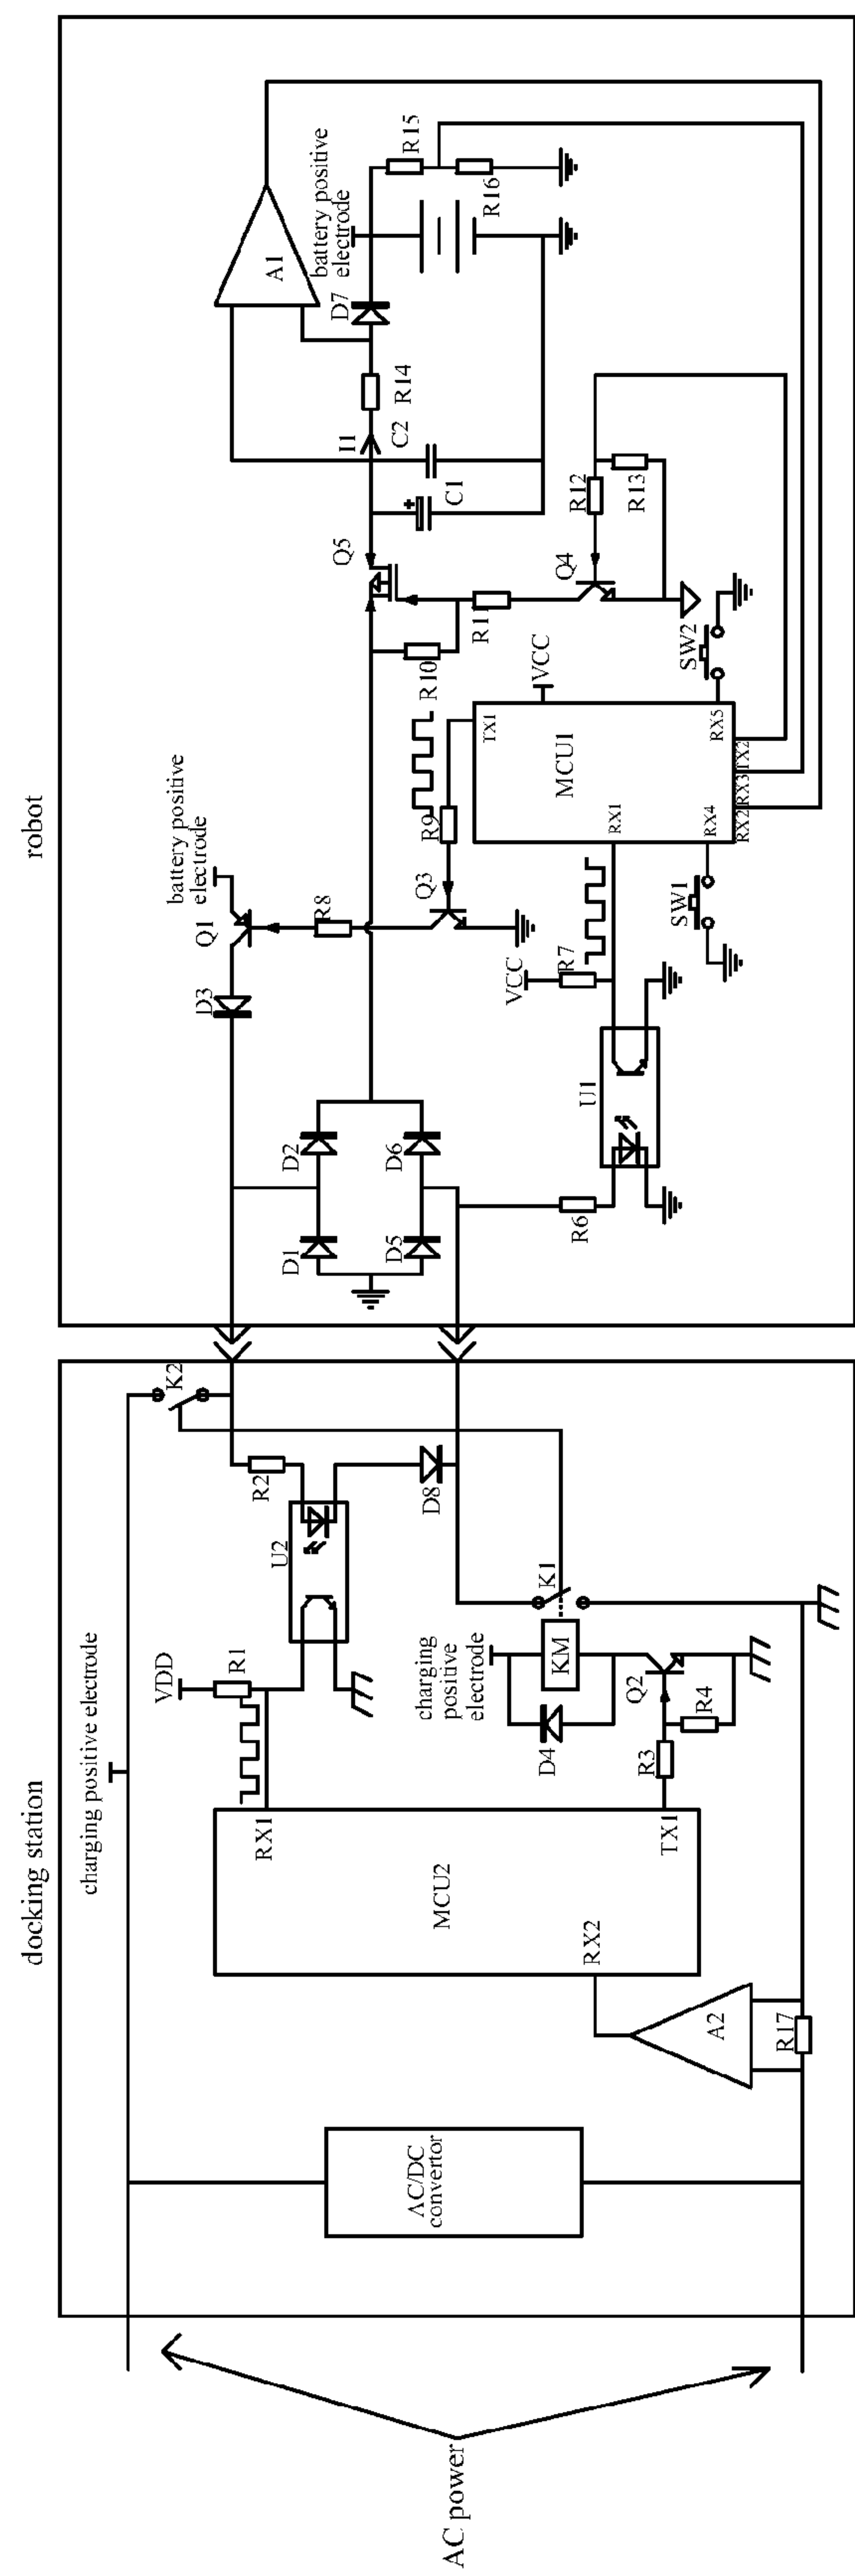 robot
docking station
AC power
charging positive electrode
AC/DC
convertor
A2
R17
MCU2
RX1
RX2
TX1
VDD
R1
U2
R2
K2
D8
charging
positive
electrode
KM
K1
D4
Q2
R3
R4
D1
D2
D5
D6
D3
Q1
battery positive
electrode
R8
Q3
R9
R6
U1
VCC
R7
MCU1
TX1
VCC
RX1
RX4
RX5
RX2
RX3
TX2
SW1
SW2
R10
R11
Q5
Q4
R12
R13
C1
C2
I1
R14
D7
A1
battery positive
electrode
R15
R16